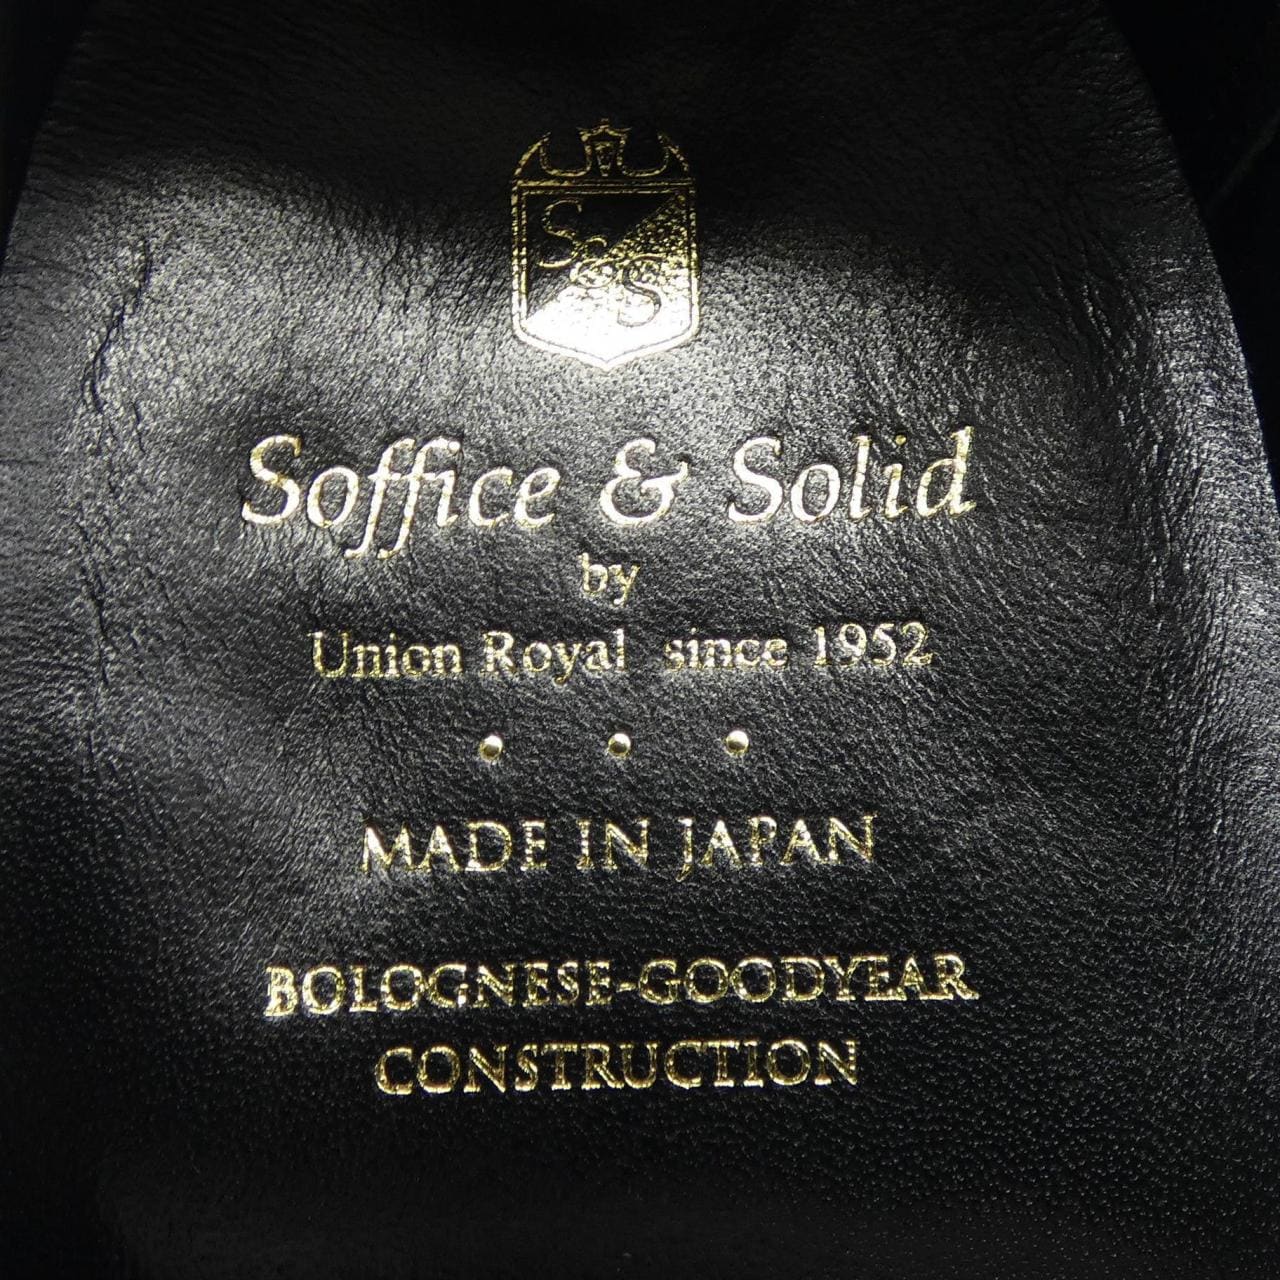 S & S
Soffice & Solid
by
Union Royal since 1952
• • •
MADE IN JAPAN
BOLOGNESE-GOODYEAR
CONSTRUCTION